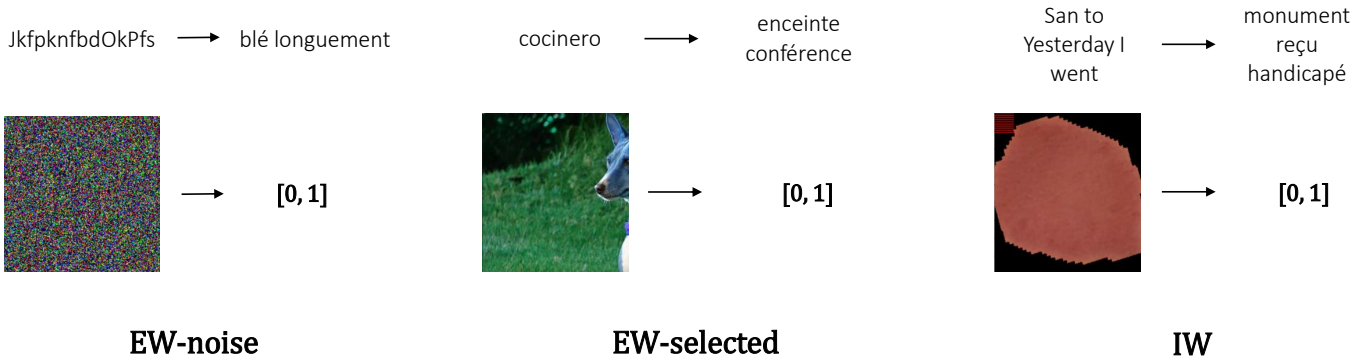 JkfpknfbdOkPfs
blé longuement
cocinero
enceinte
conférence
San to
Yesterday I
went
monument
reçu
handicapé
[0, 1]
[0, 1]
[0, 1]
EW-noise
EW-selected
IW